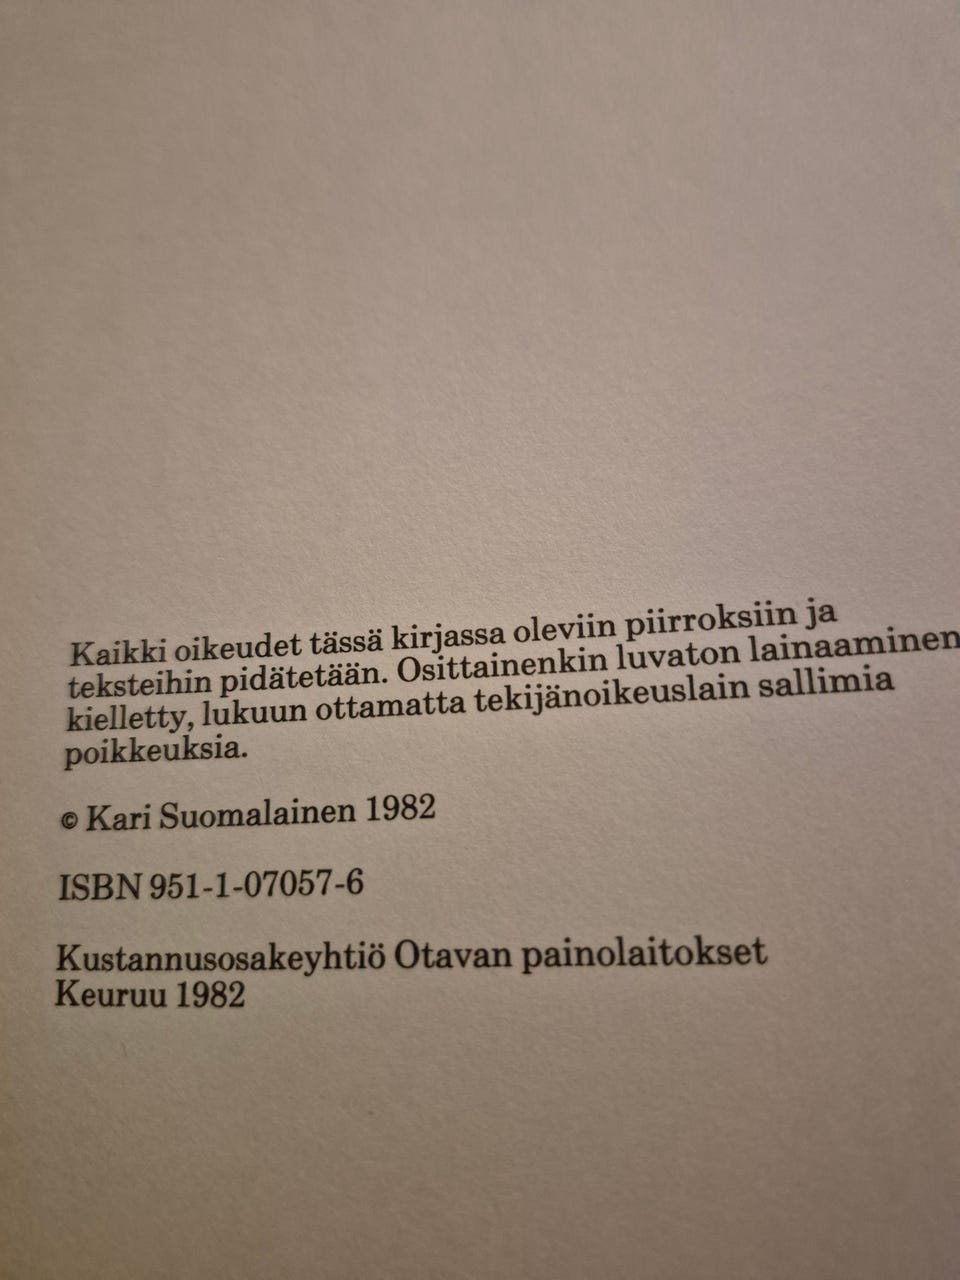 Kaikki oikeudet tässä kirjassa oleviin piirroksiin ja
teksteihin pidätetään. Osittainenkin luvaton lainaaminen
kielletty, lukuun ottamatta tekijänoikeuslain sallimia
poikkeuksia.
© Kari Suomalainen 1982
ISBN 951-1-07057-6
Kustannusosakeyhtiö Otavan painolaitokset
Keuruu 1982